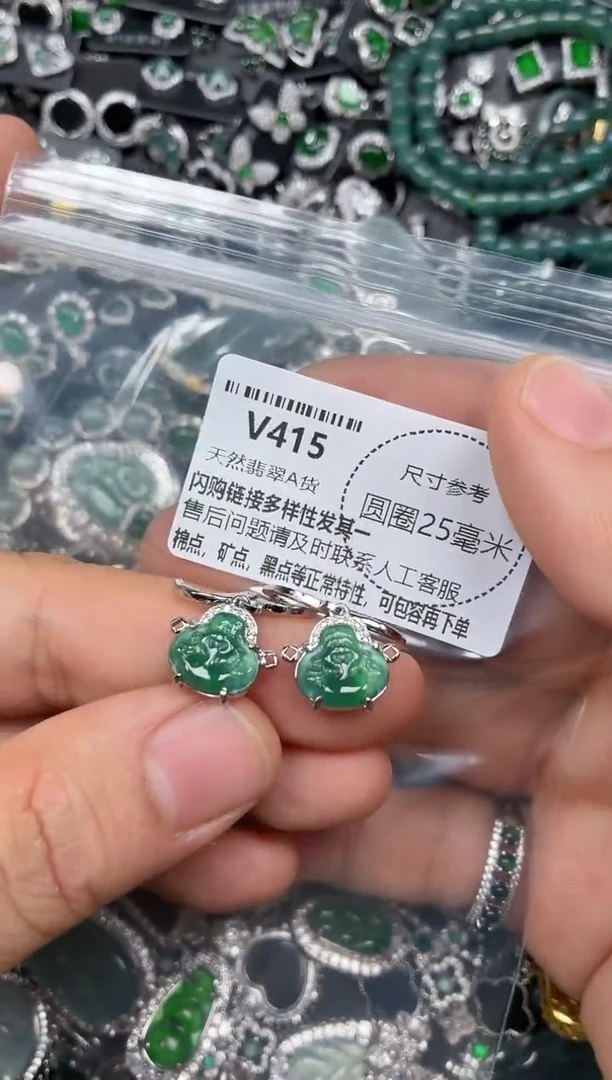 V415
天然翡翠A货
闪购链接多样性发其一
售后问题请及时联系人工客服
棉点，矿点，黑点等正常特性，可包容再下单
尺寸参考
圆圈25毫米